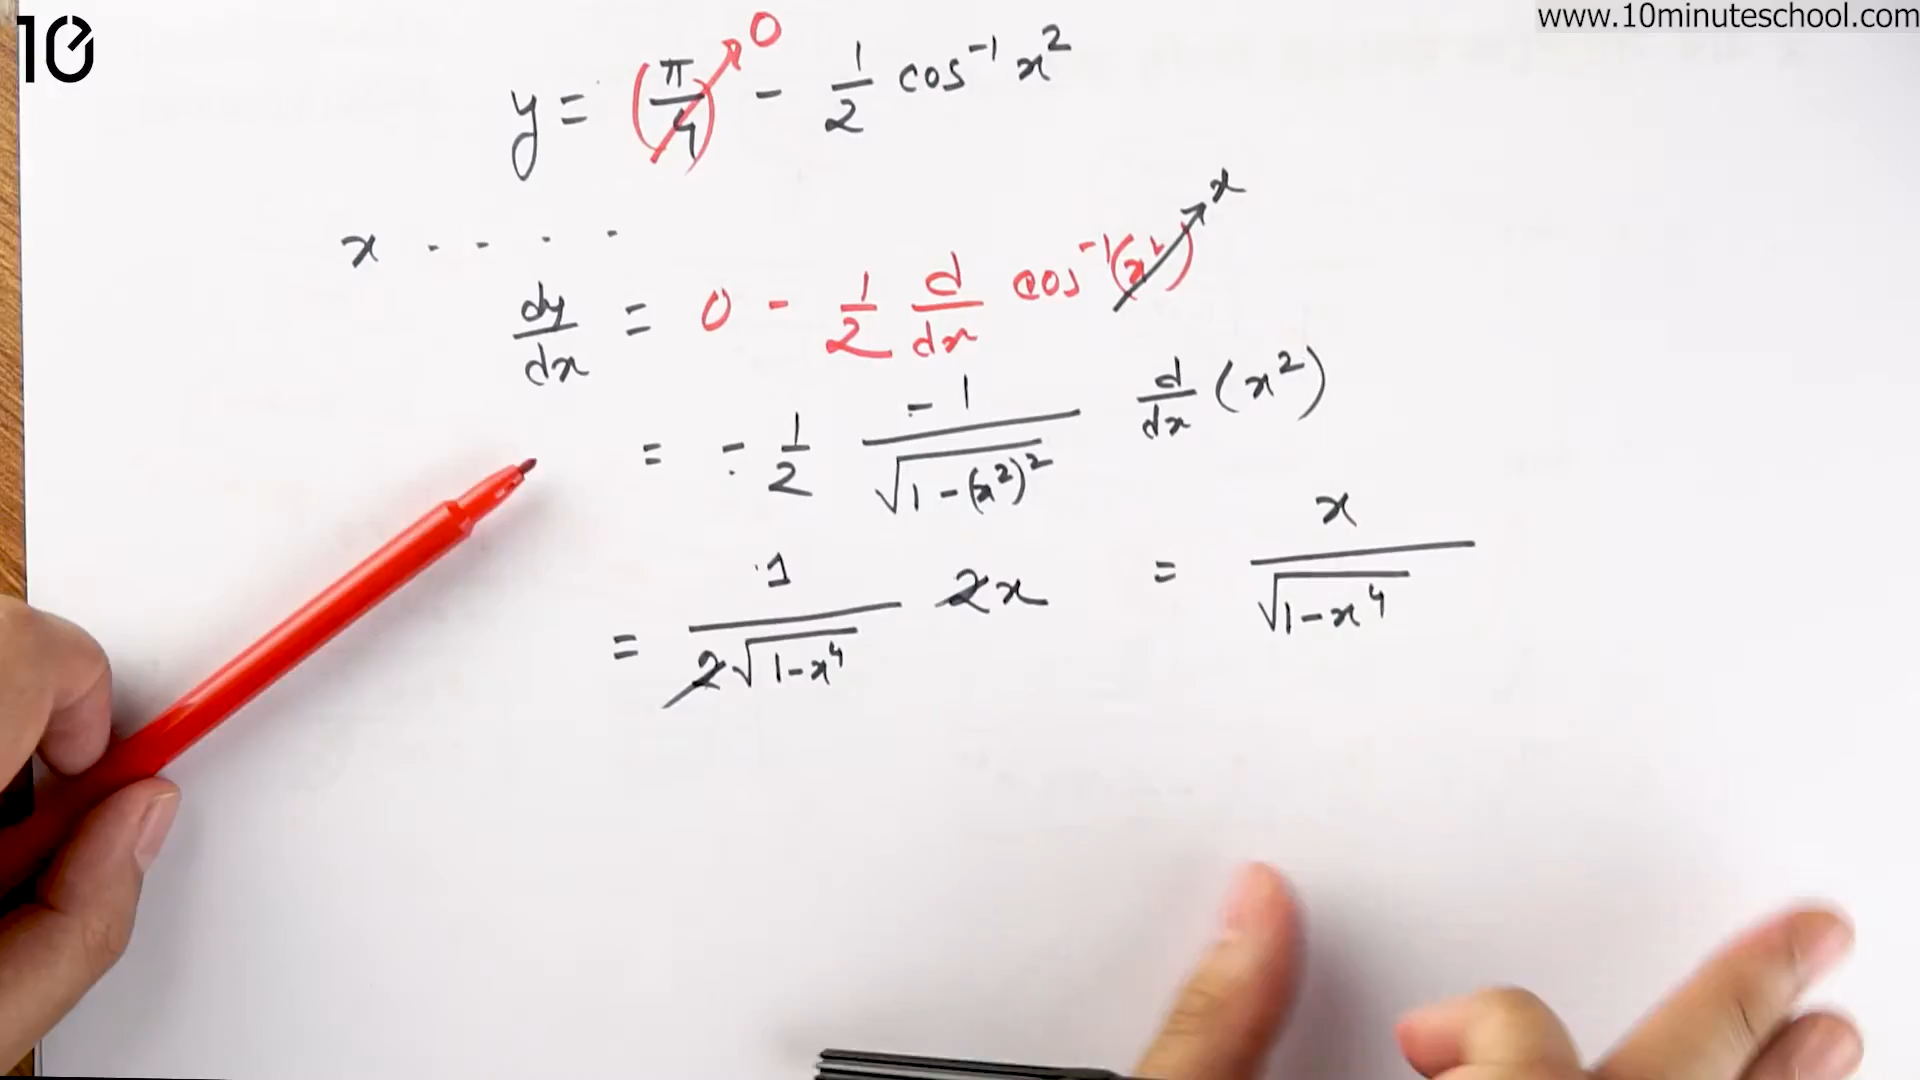 10
www.10minuteschool.com
y = (π/4) 0 - 1/2 cos⁻¹ x²
x . . . .
dy/dx = 0 - 1/2 d/dx cos⁻¹(x²) x
= - 1/2 -1/√(1-(x²)²) d/dx (x²)
= 1/2√(1-x⁴) 2x = x/√(1-x⁴)